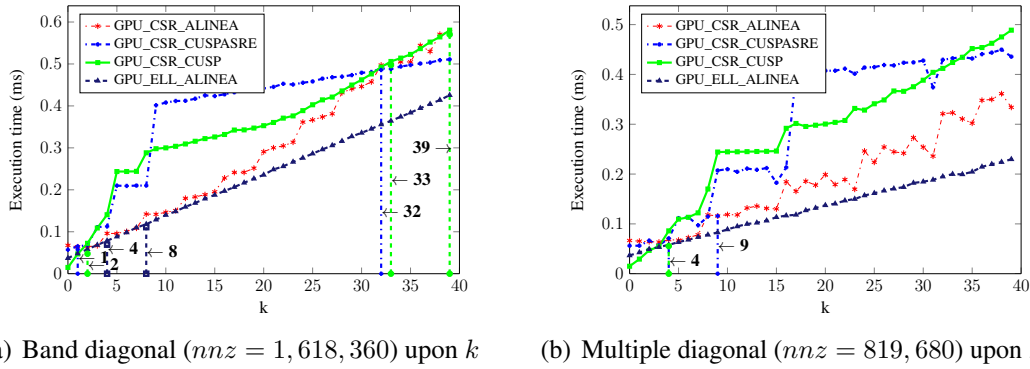 0.6
0.5
0.4
0.3
0.2
0.1
0
Execution time (ms)
GPU_CSR_ALINEA
GPU_CSR_CUSPASRE
GPU_CSR_CUSP
GPU_ELL_ALINEA
39
33
32
4
8
1
2
0 5 10 15 20 25 30 35 40
k
) Band diagonal (nnz = 1,618,360) upon k
0.5
0.4
0.3
0.2
0.1
0
Execution time (ms)
GPU_CSR_ALINEA
GPU_CSR_CUSPASRE
GPU_CSR_CUSP
GPU_ELL_ALINEA
9
4
0 5 10 15 20 25 30 35 40
k
(b) Multiple diagonal (nnz = 819,680) upon